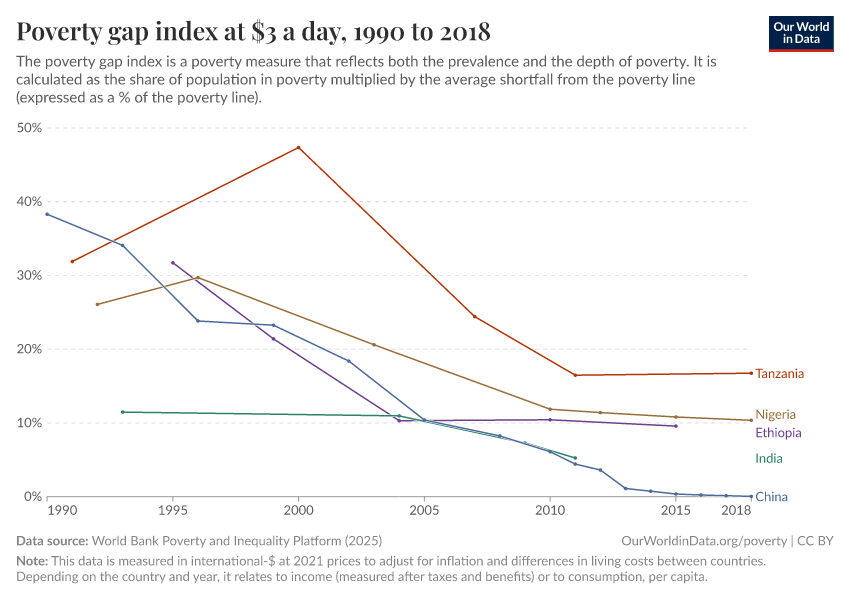 Poverty gap index at $3 a day, 1990 to 2018
Our World
in Data
The poverty gap index is a poverty measure that reflects both the prevalence and the depth of poverty. It is
calculated as the share of population in poverty multiplied by the average shortfall from the poverty line
(expressed as a % of the poverty line).
50%
40%
30%
20%
10%
0%
Tanzania
Nigeria
Ethiopia
India
China
1990 1995 2000 2005 2010 2015 2018
Data source: World Bank Poverty and Inequality Platform (2025) OurWorldinData.org/poverty | CC BY
Note: This data is measured in international-$ at 2021 prices to adjust for inflation and differences in living costs between countries.
Depending on the country and year, it relates to income (measured after taxes and benefits) or to consumption, per capita.